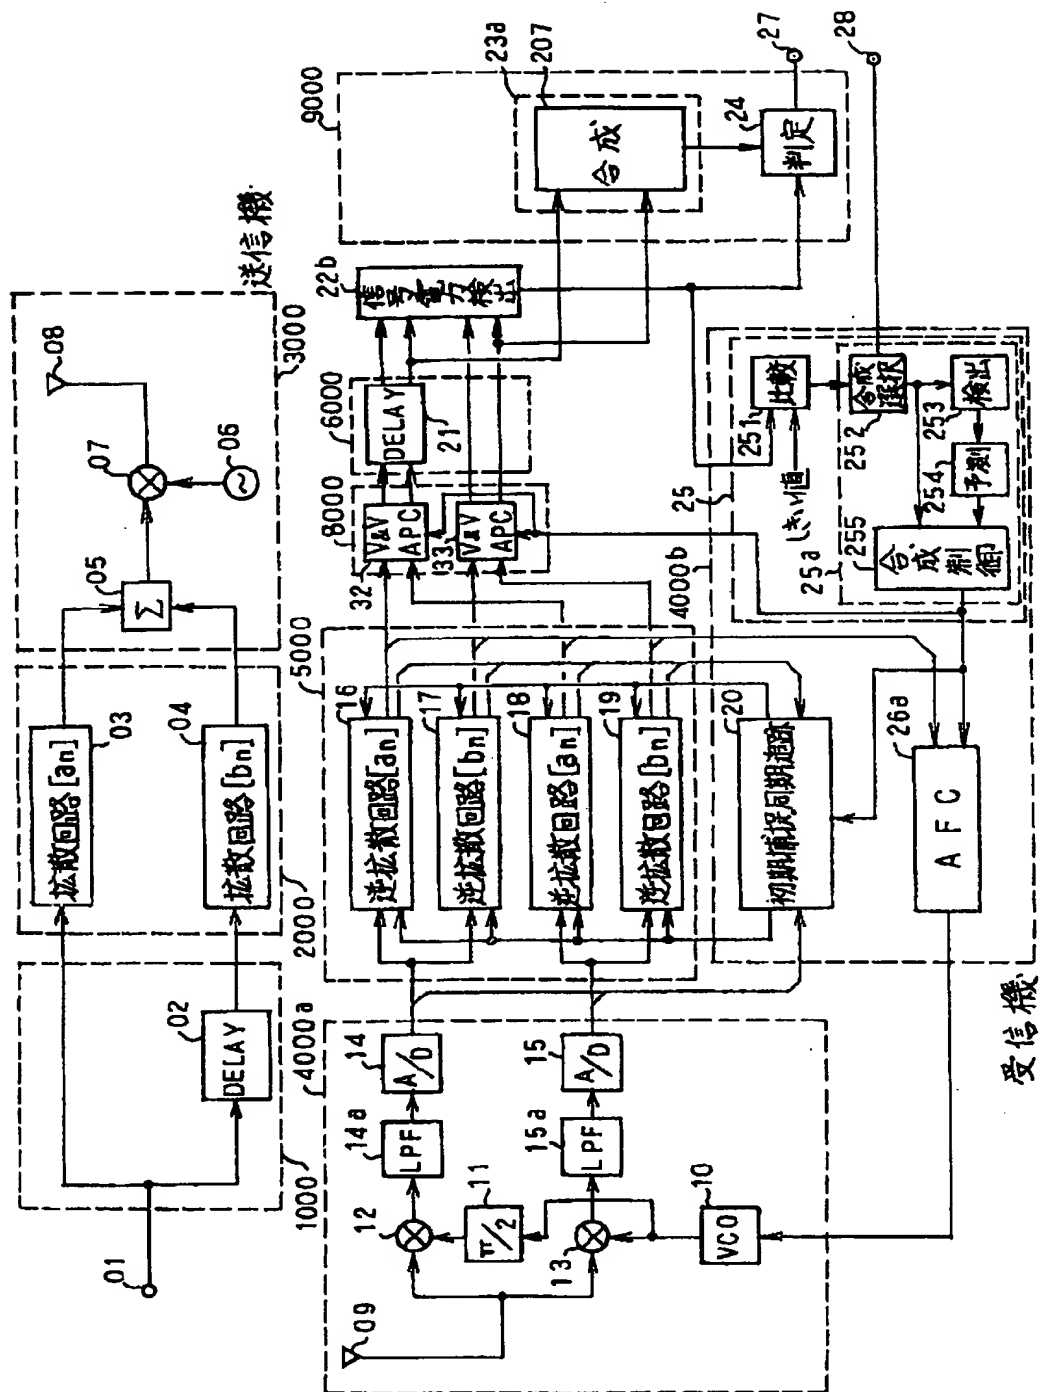 送信機
1000
01
02
DELAY
2000
拡散回路[an]
03
拡散回路[bn]
04
3000
Σ
05
06
07
08
受信機
4000a
09
VCO
10
π/2
11
12
13
LPF
14a
A/D
14
LPF
15a
A/D
15
5000
逆拡散回路[an]
16
逆拡散回路[bn]
17
逆拡散回路[an]
18
逆拡散回路[bn]
19
初期捕捉,同期追跡
20
4000b
AFC
26a
8000
V&V
APC
32
V&V
APC
33
6000
DELAY
21
信号電力検出
22b
9000
23a
合成
207
判定
24
27
28
25
比較
251
しきい値
25a
合成
選択
252
検出
253
予測
254
合成制御
255